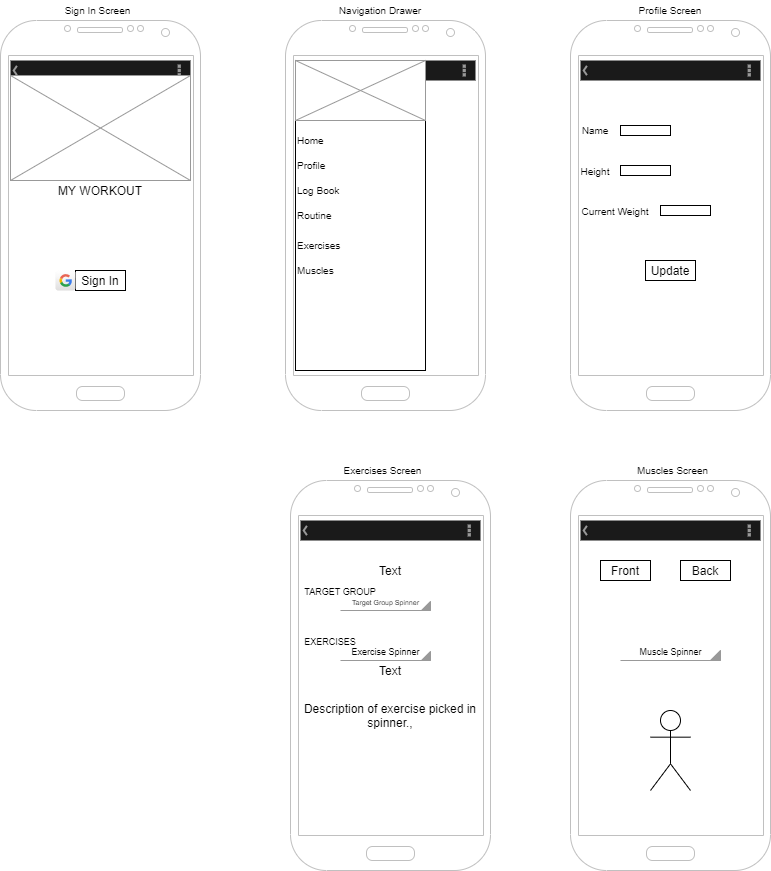 Sign In Screen
Navigation Drawer
Profile Screen
MY WORKOUT
G Sign In
Home
Profile
Log Book
Routine
Exercises
Muscles
Name
Height
Current Weight
Update
Exercises Screen
Muscles Screen
Text
TARGET GROUP
Target Group Spinner
EXERCISES
Exercise Spinner
Text
Description of exercise picked in
spinner.,
Front
Back
Muscle Spinner